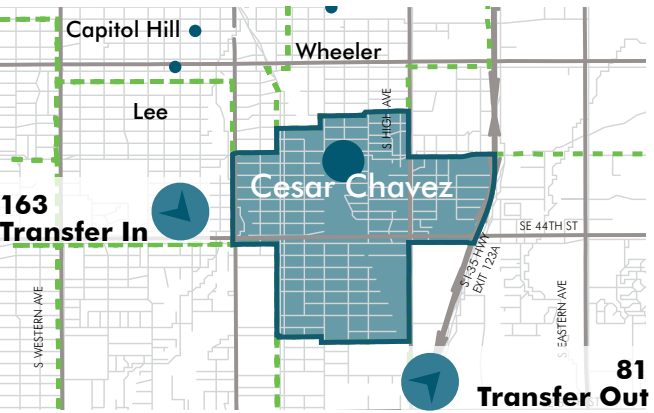 Capitol Hill
Wheeler
Lee
S HIGH AVE
Cesar Chavez
163
Transfer In
SE 44TH ST
S I-35 HWY
EXIT 123A
S WESTERN AVE
S EASTERN AVE
81
Transfer Out